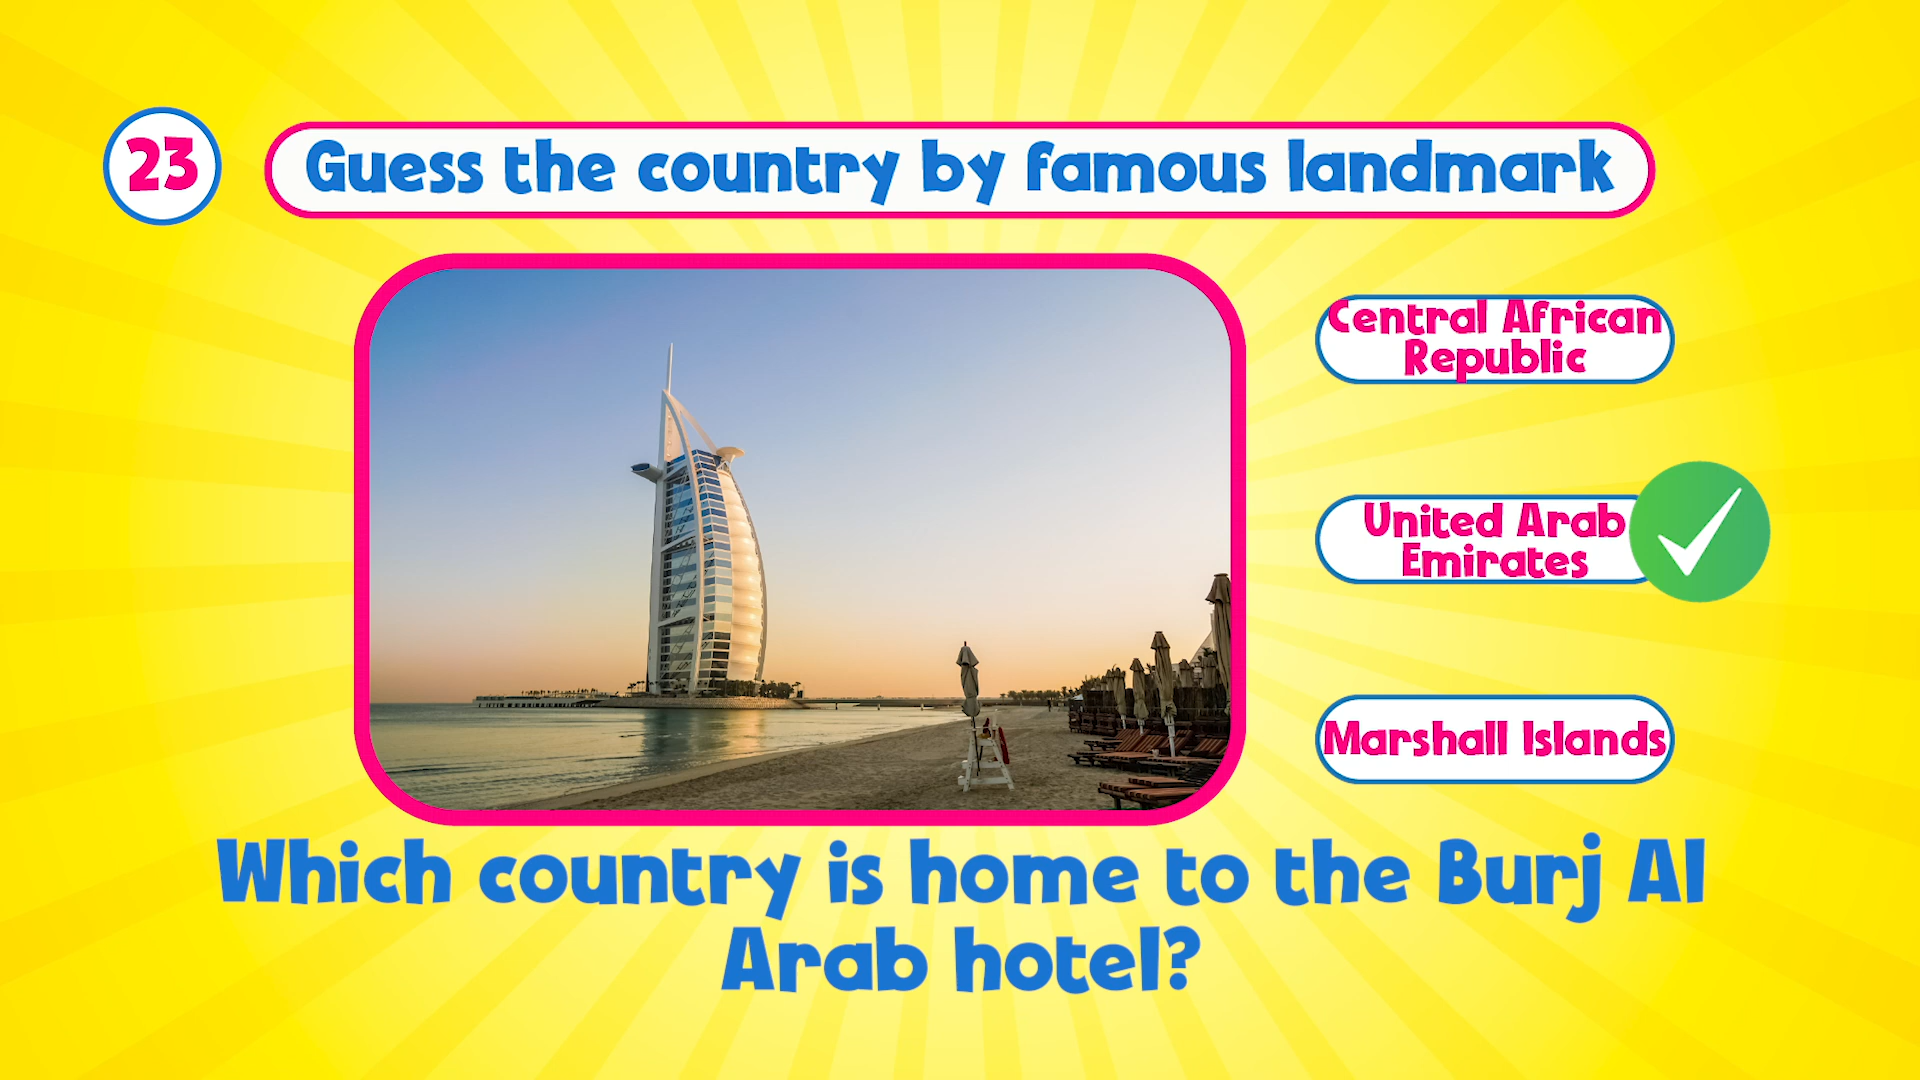 23
Guess the country by famous landmark
Central African
Republic
United Arab
Emirates
Marshall Islands
Which country is home to the Burj Al
Arab hotel?